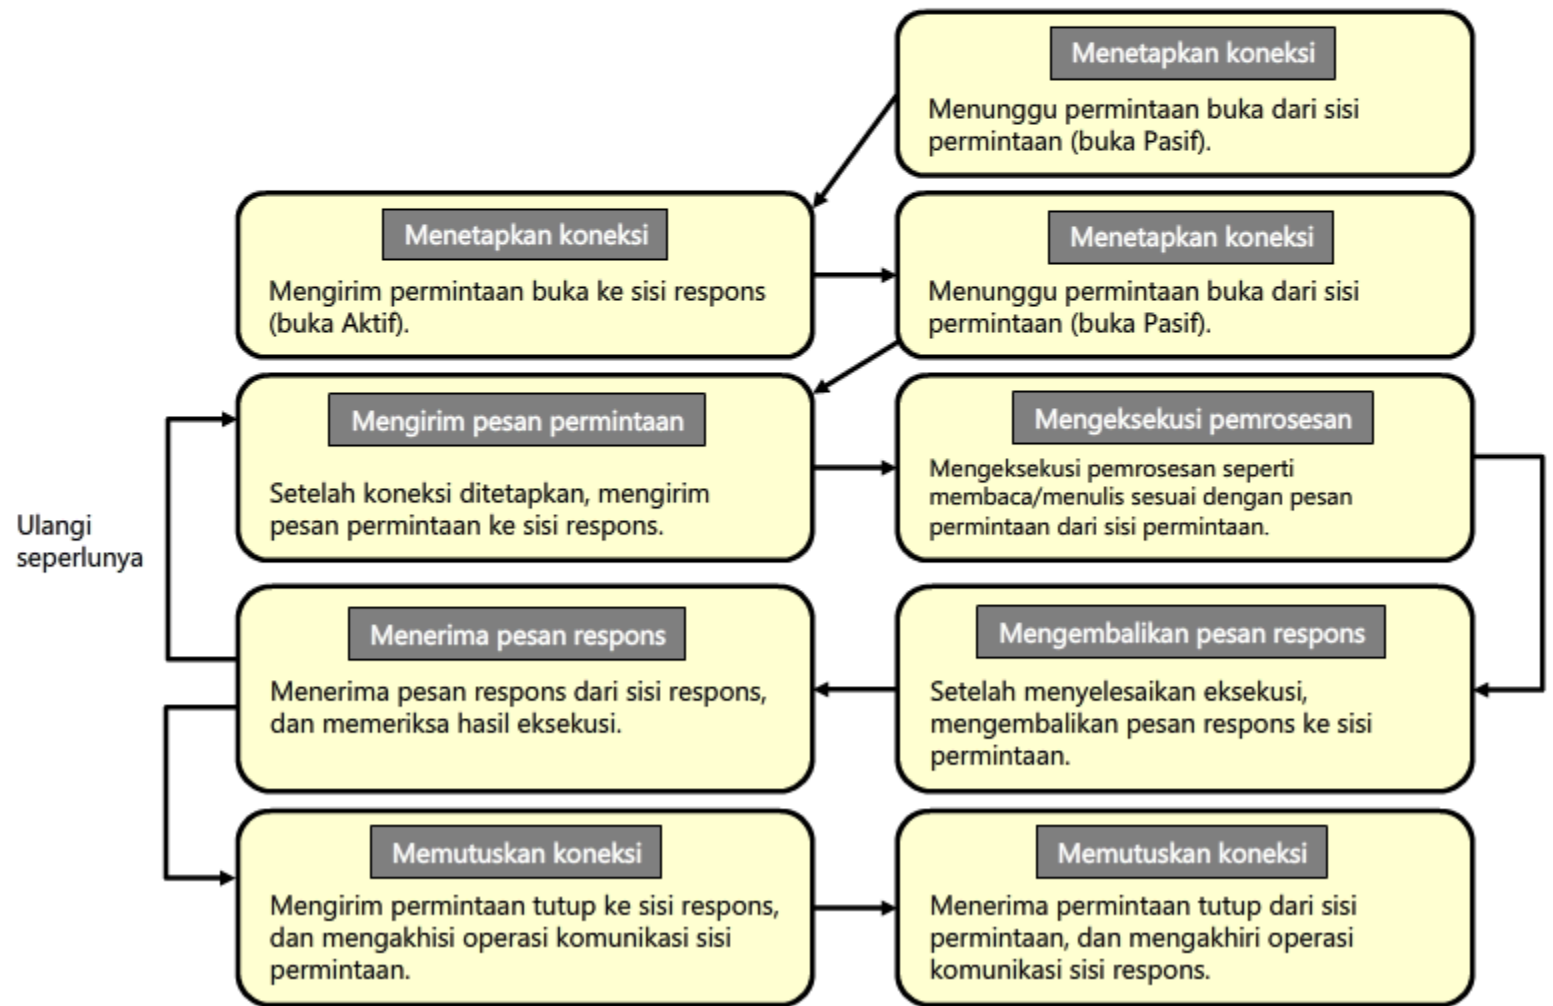 Menetapkan koneksi
Menunggu permintaan buka dari sisi
permintaan (buka Pasif).
Menetapkan koneksi
Mengirim permintaan buka ke sisi respons
(buka Aktif).
Menetapkan koneksi
Menunggu permintaan buka dari sisi
permintaan (buka Pasif).
Mengirim pesan permintaan
Setelah koneksi ditetapkan, mengirim
pesan permintaan ke sisi respons.
Mengeksekusi pemrosesan
Mengeksekusi pemrosesan seperti
membaca/menulis sesuai dengan pesan
permintaan dari sisi permintaan.
Ulangi
seperlunya
Menerima pesan respons
Menerima pesan respons dari sisi respons,
dan memeriksa hasil eksekusi.
Mengembalikan pesan respons
Setelah menyelesaikan eksekusi,
mengembalikan pesan respons ke sisi
permintaan.
Memutuskan koneksi
Mengirim permintaan tutup ke sisi respons,
dan mengakhisi operasi komunikasi sisi
permintaan.
Memutuskan koneksi
Menerima permintaan tutup dari sisi
permintaan, dan mengakhiri operasi
komunikasi sisi respons.